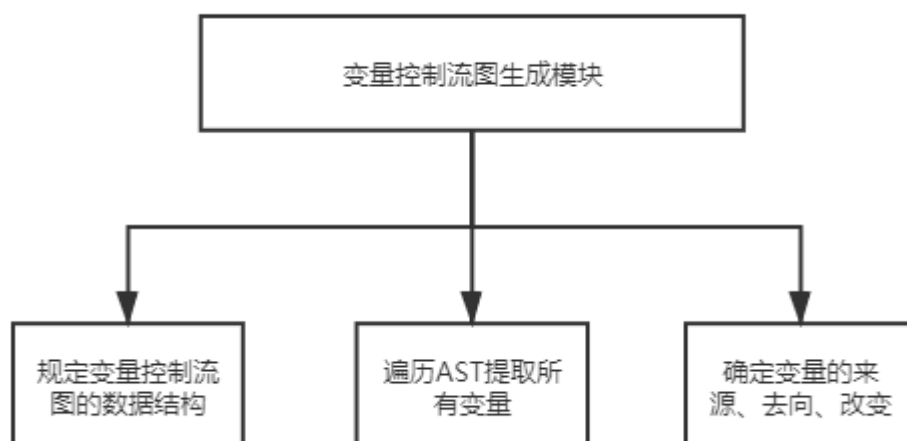 变量控制流图生成模块
规定变量控制流
图的数据结构
遍历AST提取所
有变量
确定变量的来
源、去向、改变